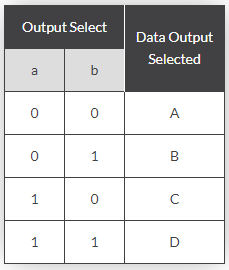 Output Select
Data Output
Selected
a b
0 0 A
0 1 B
1 0 C
1 1 D